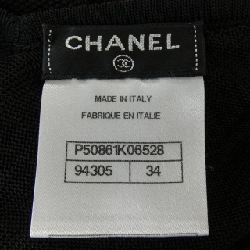 CHANEL
MADE IN ITALY
FABRIQUE EN ITALIE
P50861K06528
94305 34